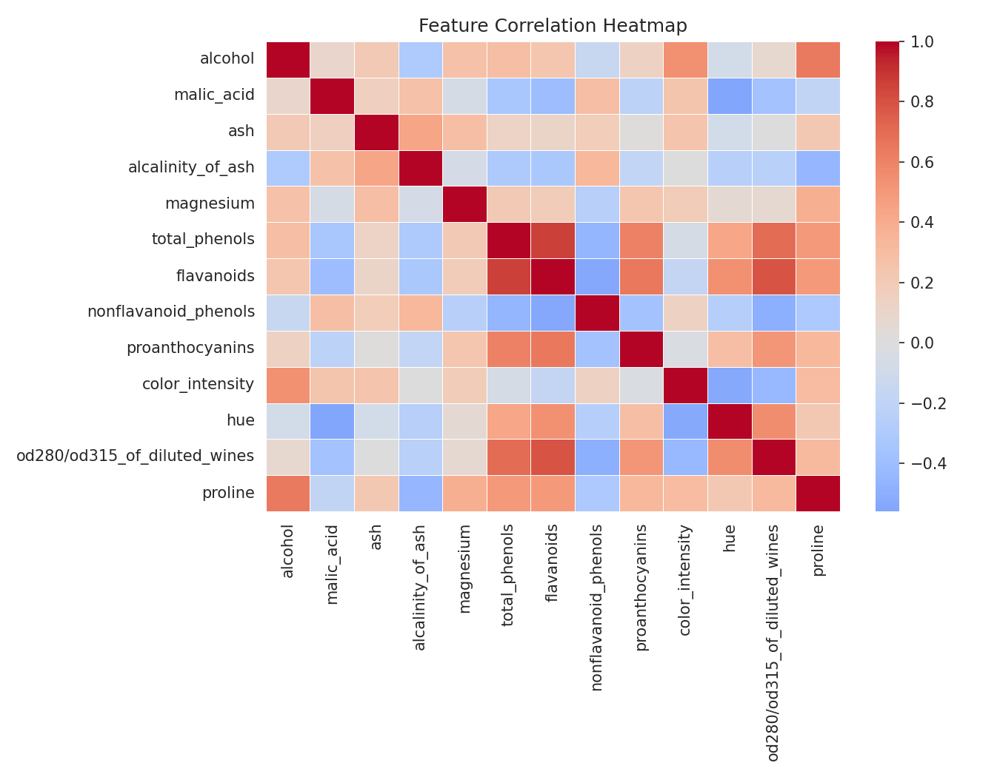 Feature Correlation Heatmap
alcohol
malic_acid
ash
alcalinity_of_ash
magnesium
total_phenols
flavanoids
nonflavanoid_phenols
proanthocyanins
color_intensity
hue
od280/od315_of_diluted_wines
proline
alcohol
malic_acid
ash
alcalinity_of_ash
magnesium
total_phenols
flavanoids
nonflavanoid_phenols
proanthocyanins
color_intensity
hue
od280/od315_of_diluted_wines
proline
1.0
0.8
0.6
0.4
0.2
0.0
−0.2
−0.4